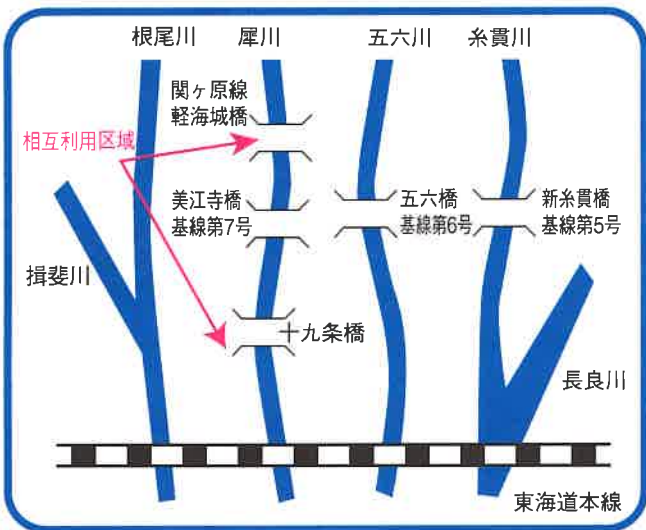 根尾川
犀川
五六川
糸貫川
関ヶ原線
軽海城橋
相互利用区域
美江寺橋
基線第7号
五六橋
基線第6号
新糸貫橋
基線第5号
揖斐川
十九条橋
長良川
東海道本線